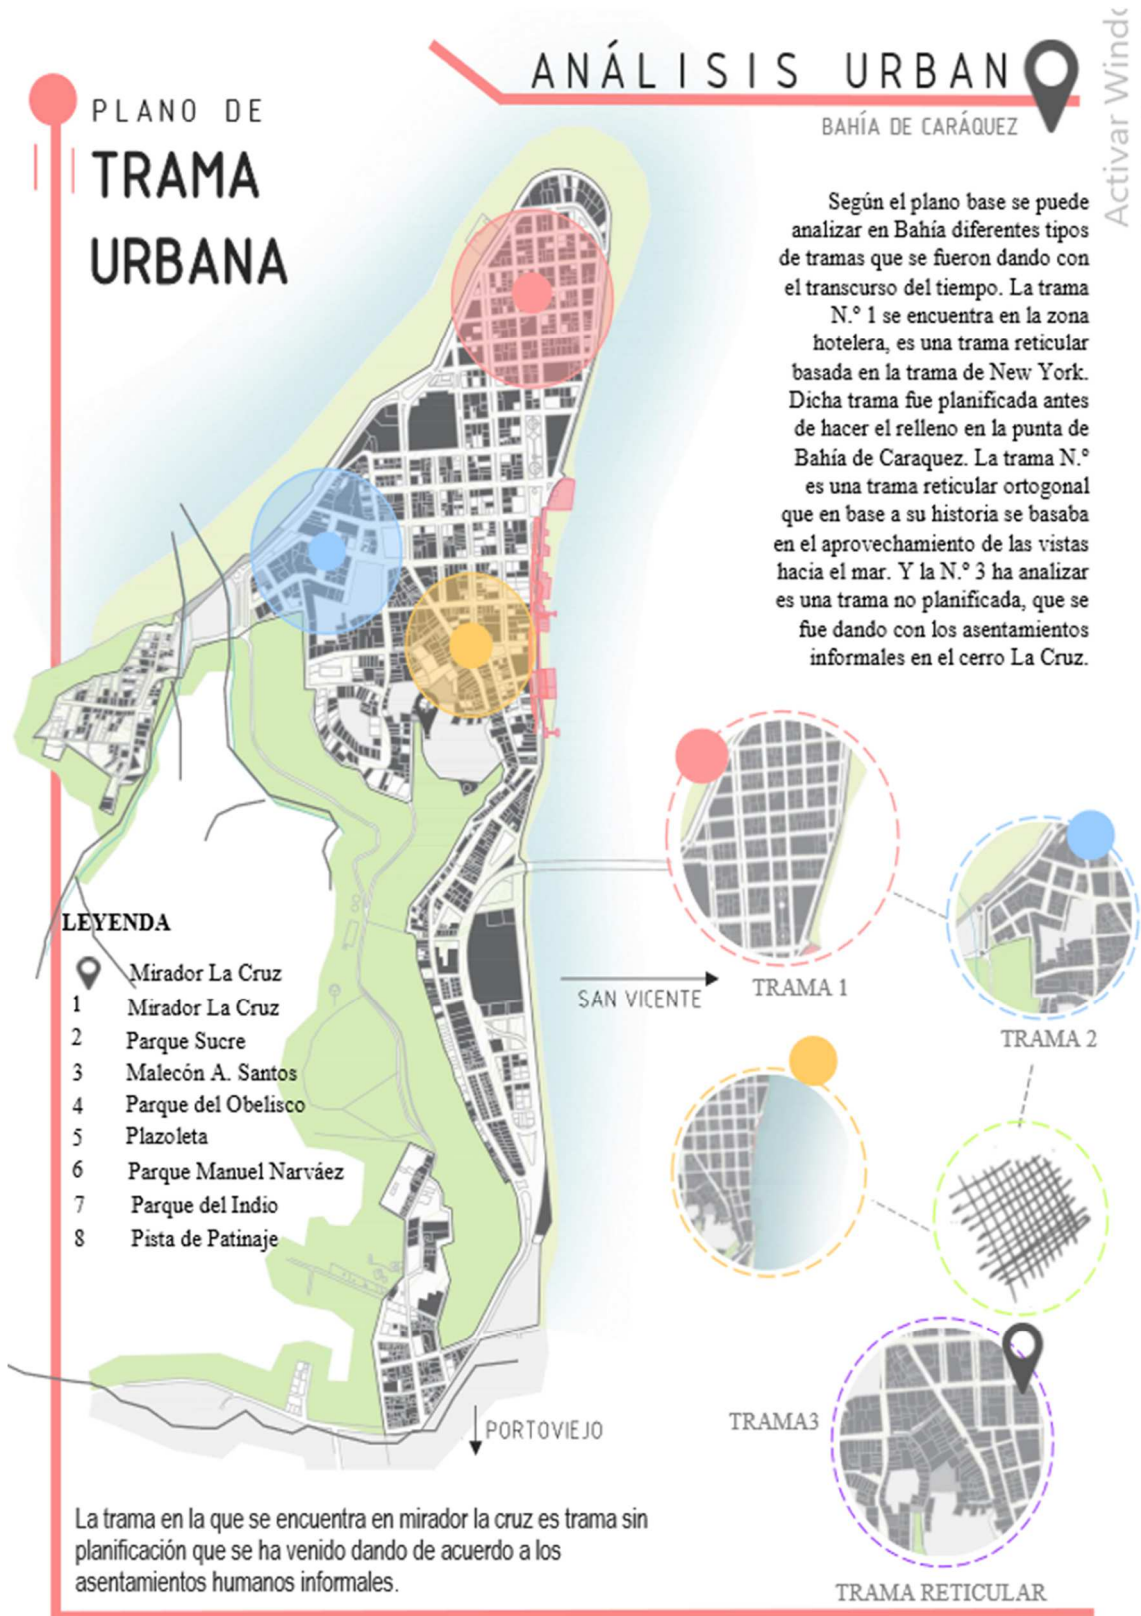 Activar Windo
ANÁLISIS URBAN
BAHÍA DE CARÁQUEZ
PLANO DE
TRAMA
URBANA
Según el plano base se puede
analizar en Bahía diferentes tipos
de tramas que se fueron dando con
el transcurso del tiempo. La trama
N.º 1 se encuentra en la zona
hotelera, es una trama reticular
basada en la trama de New York.
Dicha trama fue planificada antes
de hacer el relleno en la punta de
Bahía de Caraquez. La trama N.º
es una trama reticular ortogonal
que en base a su historia se basaba
en el aprovechamiento de las vistas
hacia el mar. Y la N.º 3 ha analizar
es una trama no planificada, que se
fue dando con los asentamientos
informales en el cerro La Cruz.
LEYENDA
Mirador La Cruz
1 Mirador La Cruz
2 Parque Sucre
3 Malecón A. Santos
4 Parque del Obelisco
5 Plazoleta
6 Parque Manuel Narváez
7 Parque del Indio
8 Pista de Patinaje
SAN VICENTE
TRAMA 1
TRAMA 2
TRAMA3
TRAMA RETICULAR
PORTOVIEJO
La trama en la que se encuentra en mirador la cruz es trama sin
planificación que se ha venido dando de acuerdo a los
asentamientos humanos informales.